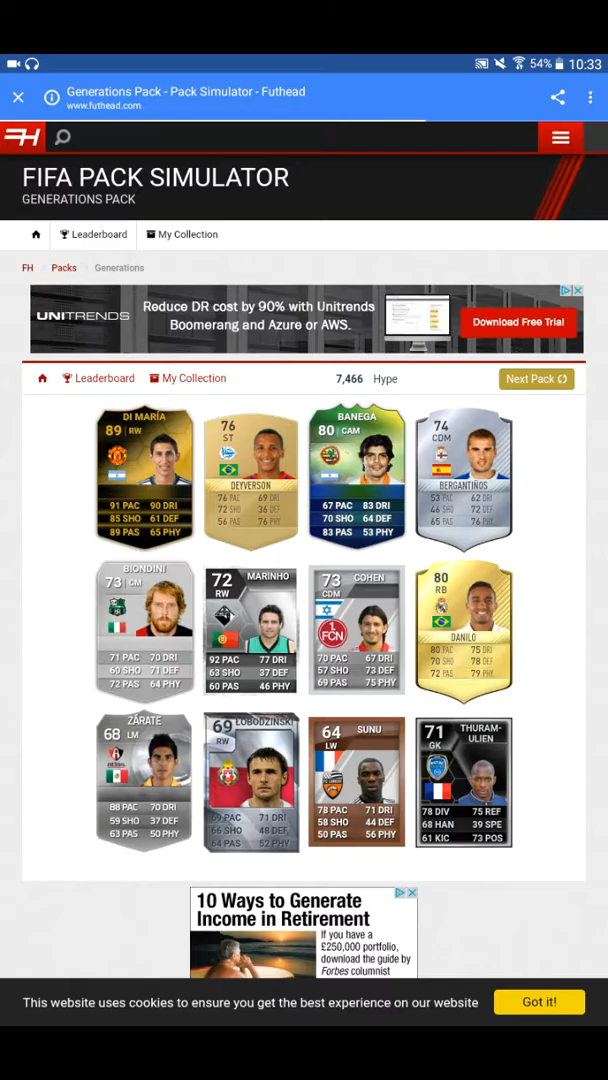 54% 10:33
Generations Pack - Pack Simulator - Futhead
www.futhead.com
FH
FIFA PACK SIMULATOR
GENERATIONS PACK
Leaderboard My Collection
FH / Packs Generations
UNITRENDS
Reduce DR cost by 90% with Unitrends
Boomerang and Azure or AWS.
Download Free Trial
Leaderboard My Collection 7,466 Hype Next Pack
DI MARÍA
89 RW
91 PAC 90 DRI
85 SHO 61 DEF
89 PAS 65 PHY
76
ST
DEYVERSON
76 PAC 69 DRI
72 SHO 36 DEF
56 PAS 76 PHY
BANEGA
80 CAM
67 PAC 83 DRI
70 SHO 64 DEF
83 PAS 53 PHY
74
CDM
BERGANTIÑOS
53 PAC 62 DRI
46 SHO 72 DEF
65 PAS 76 PHY
BIONDINI
73 CM
71 PAC 70 DRI
60 SHO 71 DEF
72 PAS 64 PHY
72 MARINHO
RW
92 PAC 77 DRI
63 SHO 37 DEF
60 PAS 46 PHY
73 COHEN
CDM
1.
FCN
70 PAC 67 DRI
57 SHO 73 DEF
69 PAS 75 PHY
80
RB
DANILO
80 PAC 75 DRI
70 SHO 78 DEF
72 PAS 79 PHY
ZÁRATE
68 LM
88 PAC 70 DRI
59 SHO 37 DEF
63 PAS 50 PHY
69 ŁOBODZIŃSKI
RW
69 PAC 71 DRI
66 SHO 48 DEF
64 PAS 52 PHY
64 SUNU
LW
78 PAC 71 DRI
58 SHO 44 DEF
50 PAS 56 PHY
71 THURAM-
GK ULIEN
78 DIV 75 REF
68 HAN 39 SPE
61 KIC 73 POS
10 Ways to Generate
Income in Retirement
If you have a
£250,000 portfolio,
download the guide by
Forbes columnist
This website uses cookies to ensure you get the best experience on our website Got it!